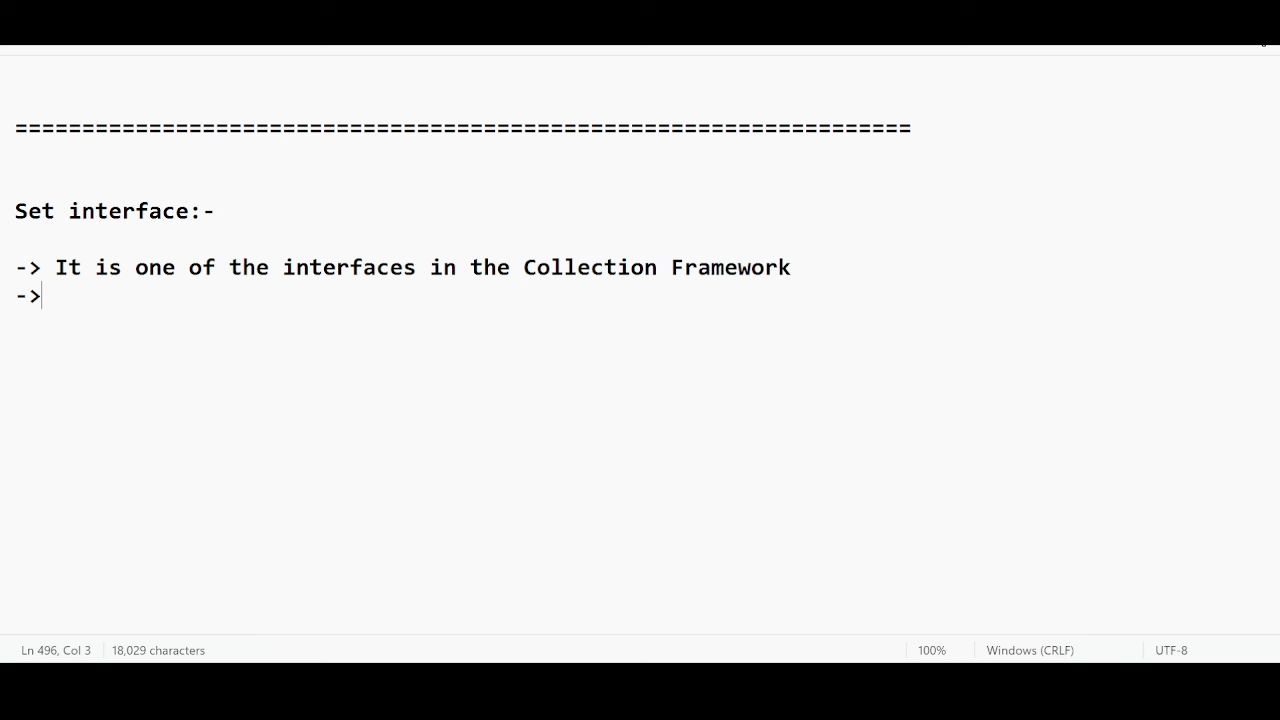 ===================================================================
Set interface:-
-> It is one of the interfaces in the Collection Framework
->
Ln 496, Col 3
18,029 characters
100%
Windows (CRLF)
UTF-8